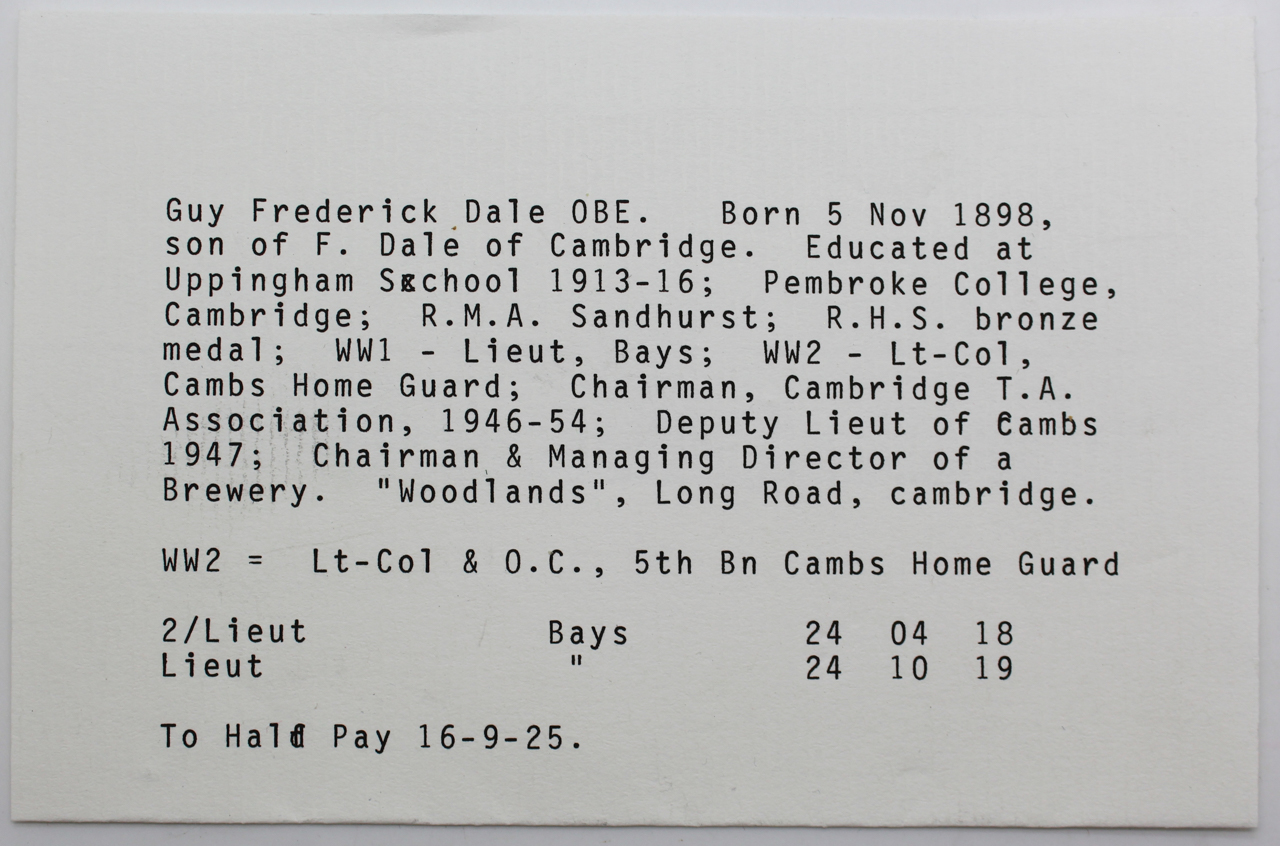 Guy Frederick Dale OBE.   Born 5 Nov 1898,
son of F. Dale of Cambridge.  Educated at
Uppingham Sxchool 1913-16;  Pembroke College,
Cambridge;  R.M.A. Sandhurst;  R.H.S. bronze
medal;  WW1 - Lieut, Bays;  WW2 - Lt-Col,
Cambs Home Guard;  Chairman, Cambridge T.A.
Association, 1946-54;  Deputy Lieut of Cambs
1947;  Chairman & Managing Director of a
Brewery.  "Woodlands", Long Road, cambridge.
WW2 =  Lt-Col & O.C., 5th Bn Cambs Home Guard
2/Lieut   Bays   24  04  18
Lieut   "   24  10  19
To Half Pay 16-9-25.